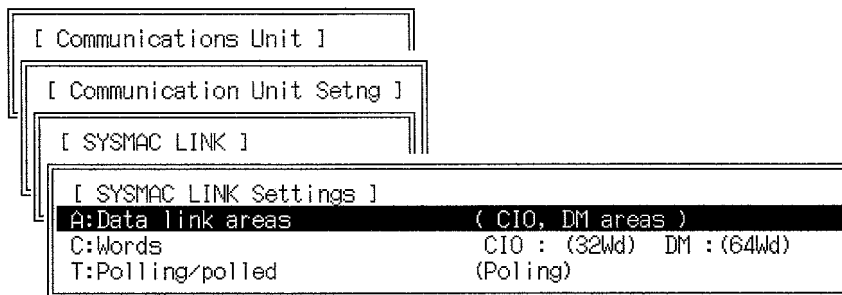 [ Communications Unit ]
[ Communication Unit Setng ]
[ SYSMAC LINK ]
[ SYSMAC LINK Settings ]
A:Data link areas ( CIO, DM areas )
C:Words CIO : (32Wd) DM :(64Wd)
T:Polling/polled (Poling)